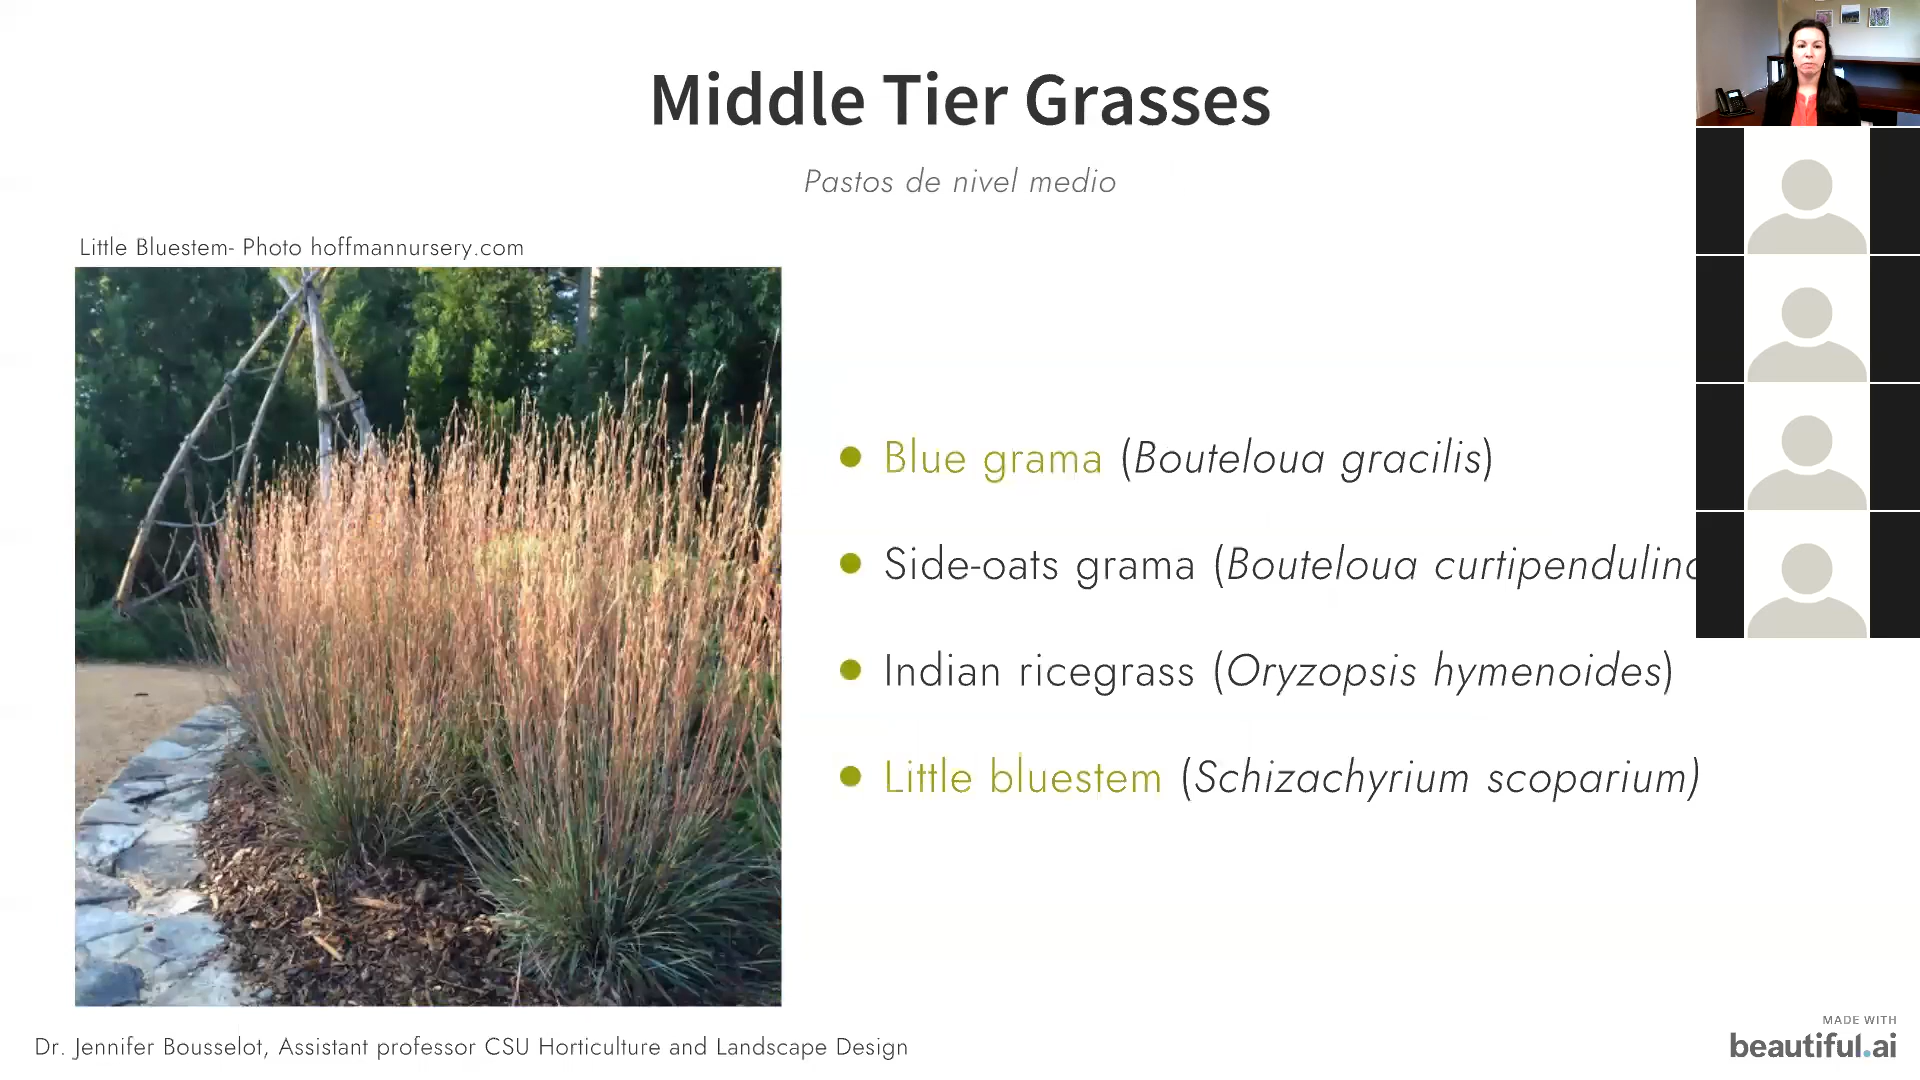 Middle Tier Grasses
Pastos de nivel medio
Little Bluestem- Photo hoffmannursery.com
Blue grama (Bouteloua gracilis)
Side-oats grama (Bouteloua
Indian ricegrass (Oryzopsis hymenoides)
Little bluestem (Schizachyrium scoparium)
Dr. Jennifer Bousselot, Assistant professor CSU Horticulture and Landscape Design
MADE WITH
beautiful.ai